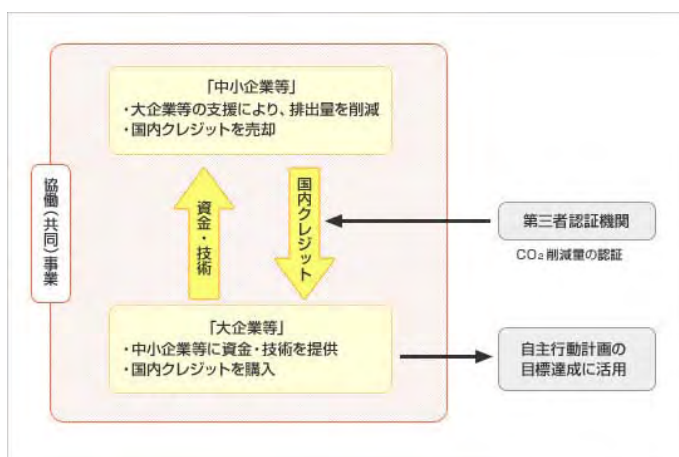 「中小企業等」
・大企業等の支援により、排出量を削減
・国内クレジットを売却
協働(共同)事業
資金・技術
国内クレジット
第三者認証機関
CO₂削減量の認証
「大企業等」
・中小企業等に資金・技術を提供
・国内クレジットを購入
自主行動計画の
目標達成に活用